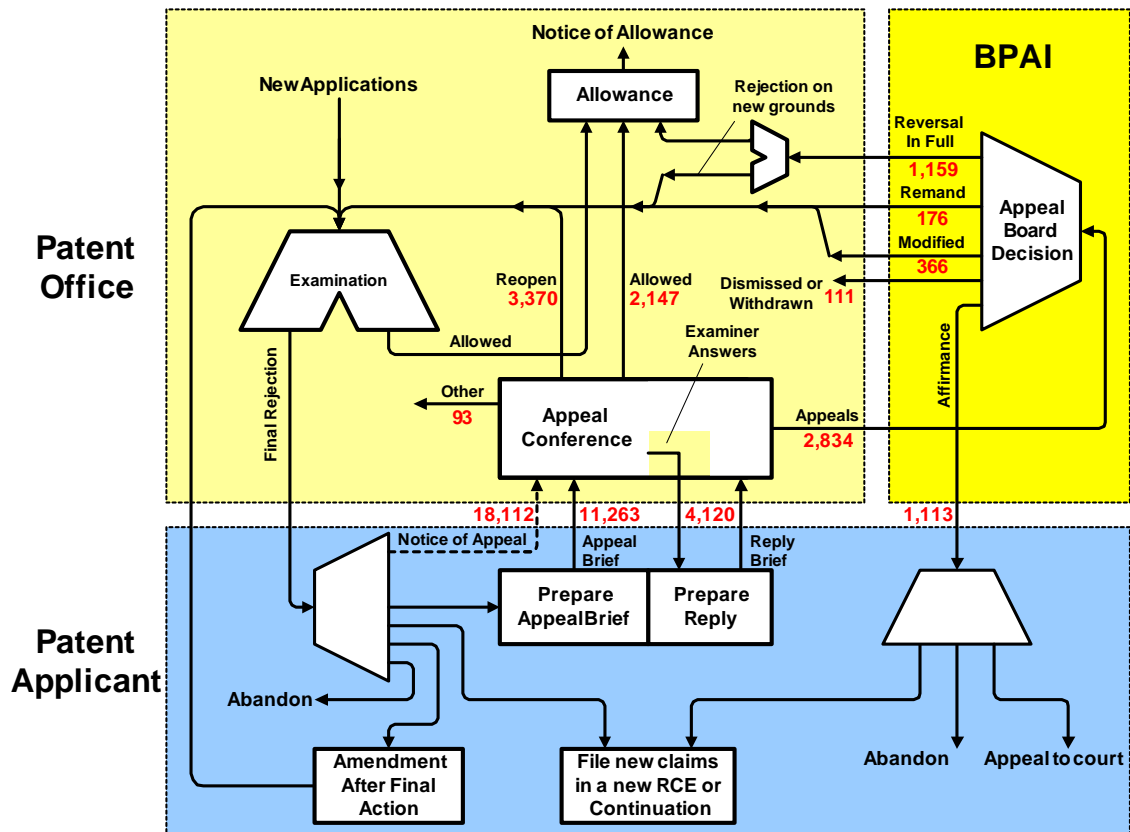 Notice of Allowance
BPAI
New Applications
Allowance
Rejection on
new grounds
Reversal
In Full
1,159
Remand
176
Modified
366
Dismissed or
Withdrawn
111
Appeal
Board
Decision
Patent
Office
Examination
Reopen
3,370
Allowed
2,147
Allowed
Examiner
Answers
Final Rejection
Other
93
Appeal
Conference
Appeals
2,834
Affirmance
18,112
11,263
4,120
1,113
Notice of Appeal
Appeal
Brief
Reply
Brief
Patent
Applicant
Prepare
Appeal Brief
Prepare
Reply
Abandon
Amendment
After Final
Action
File new claims
in a new RCE or
Continuation
Abandon
Appeal to court